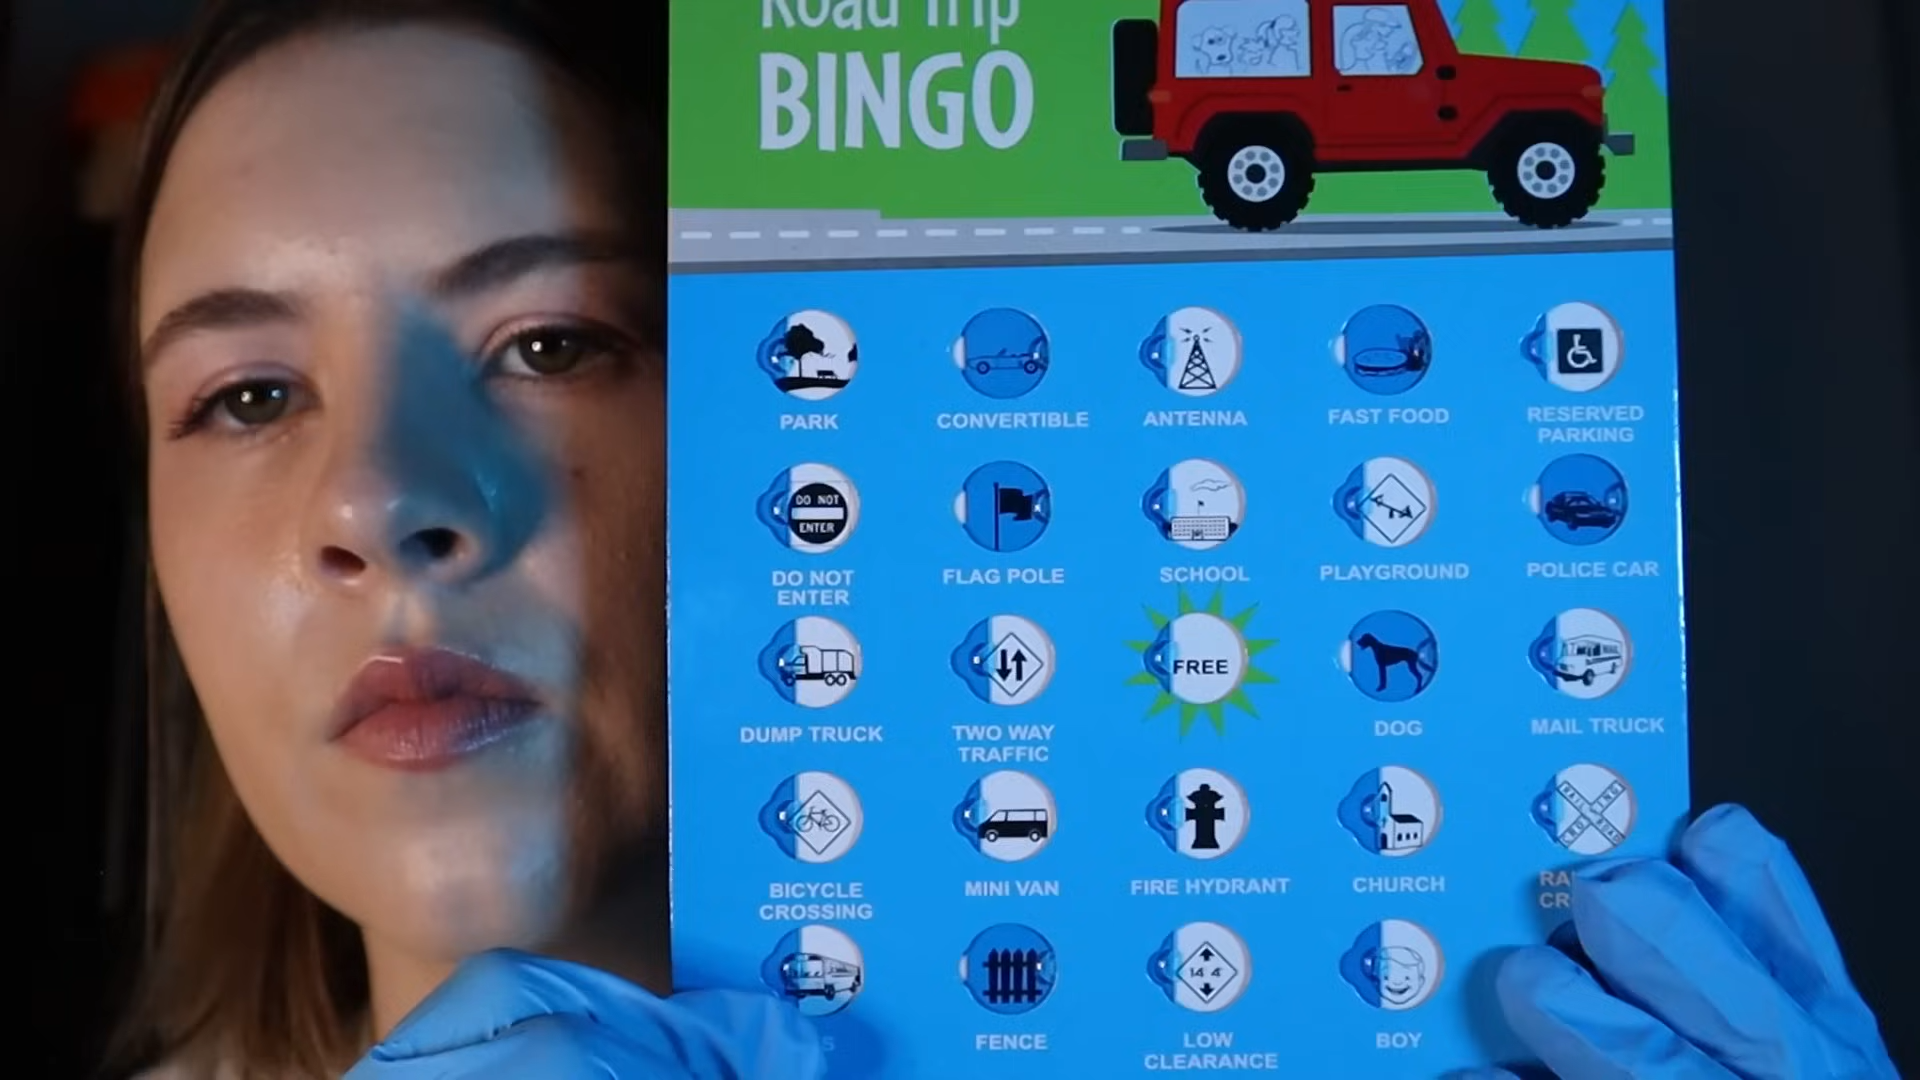 Road Trip
BINGO
PARK
CONVERTIBLE
ANTENNA
FAST FOOD
RESERVED
PARKING
DO NOT
ENTER
DO NOT
ENTER
FLAG POLE
SCHOOL
PLAYGROUND
POLICE CAR
FREE
DUMP TRUCK
TWO WAY
TRAFFIC
DOG
MAIL TRUCK
BICYCLE
CROSSING
MINI VAN
FIRE HYDRANT
CHURCH
14 4
FENCE
LOW
CLEARANCE
BOY